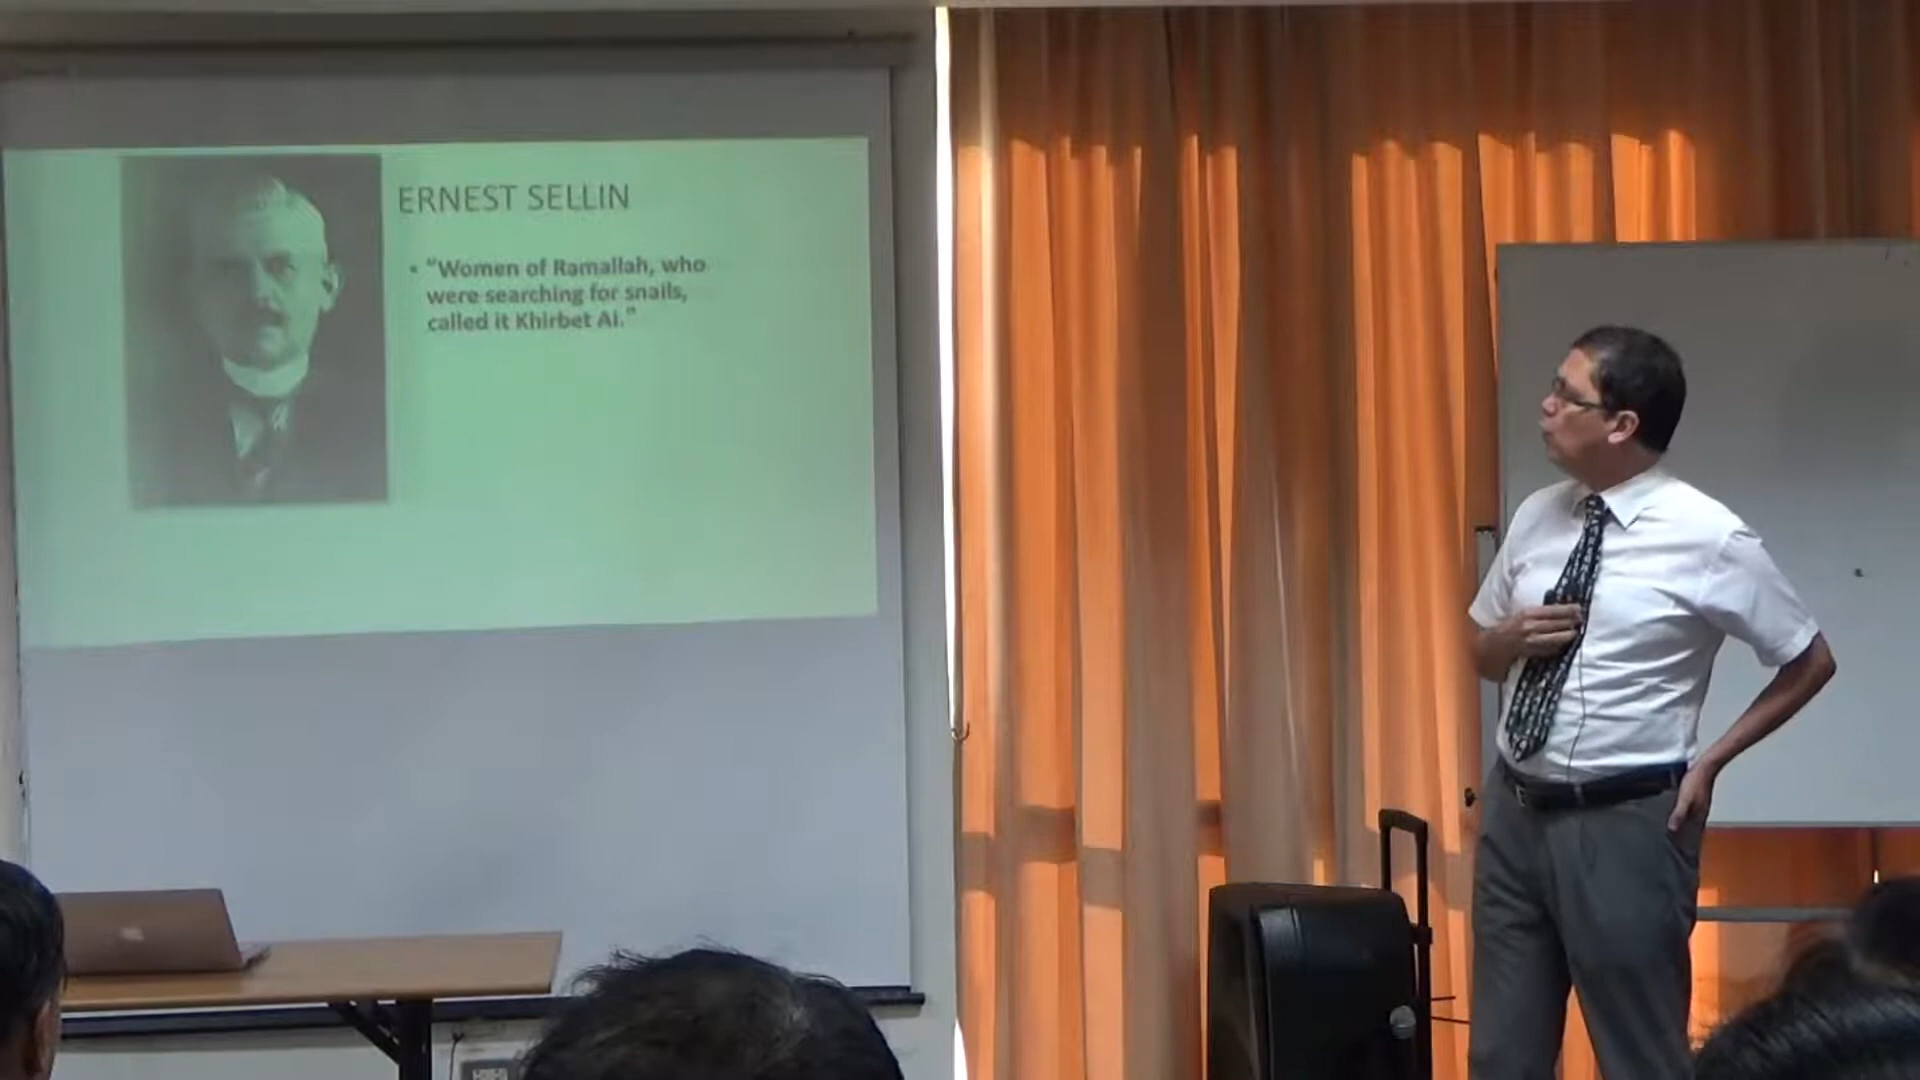 ERNEST SELLIN
• "Women of Ramallah, who
were searching for snails,
called it Khirbet Ai."